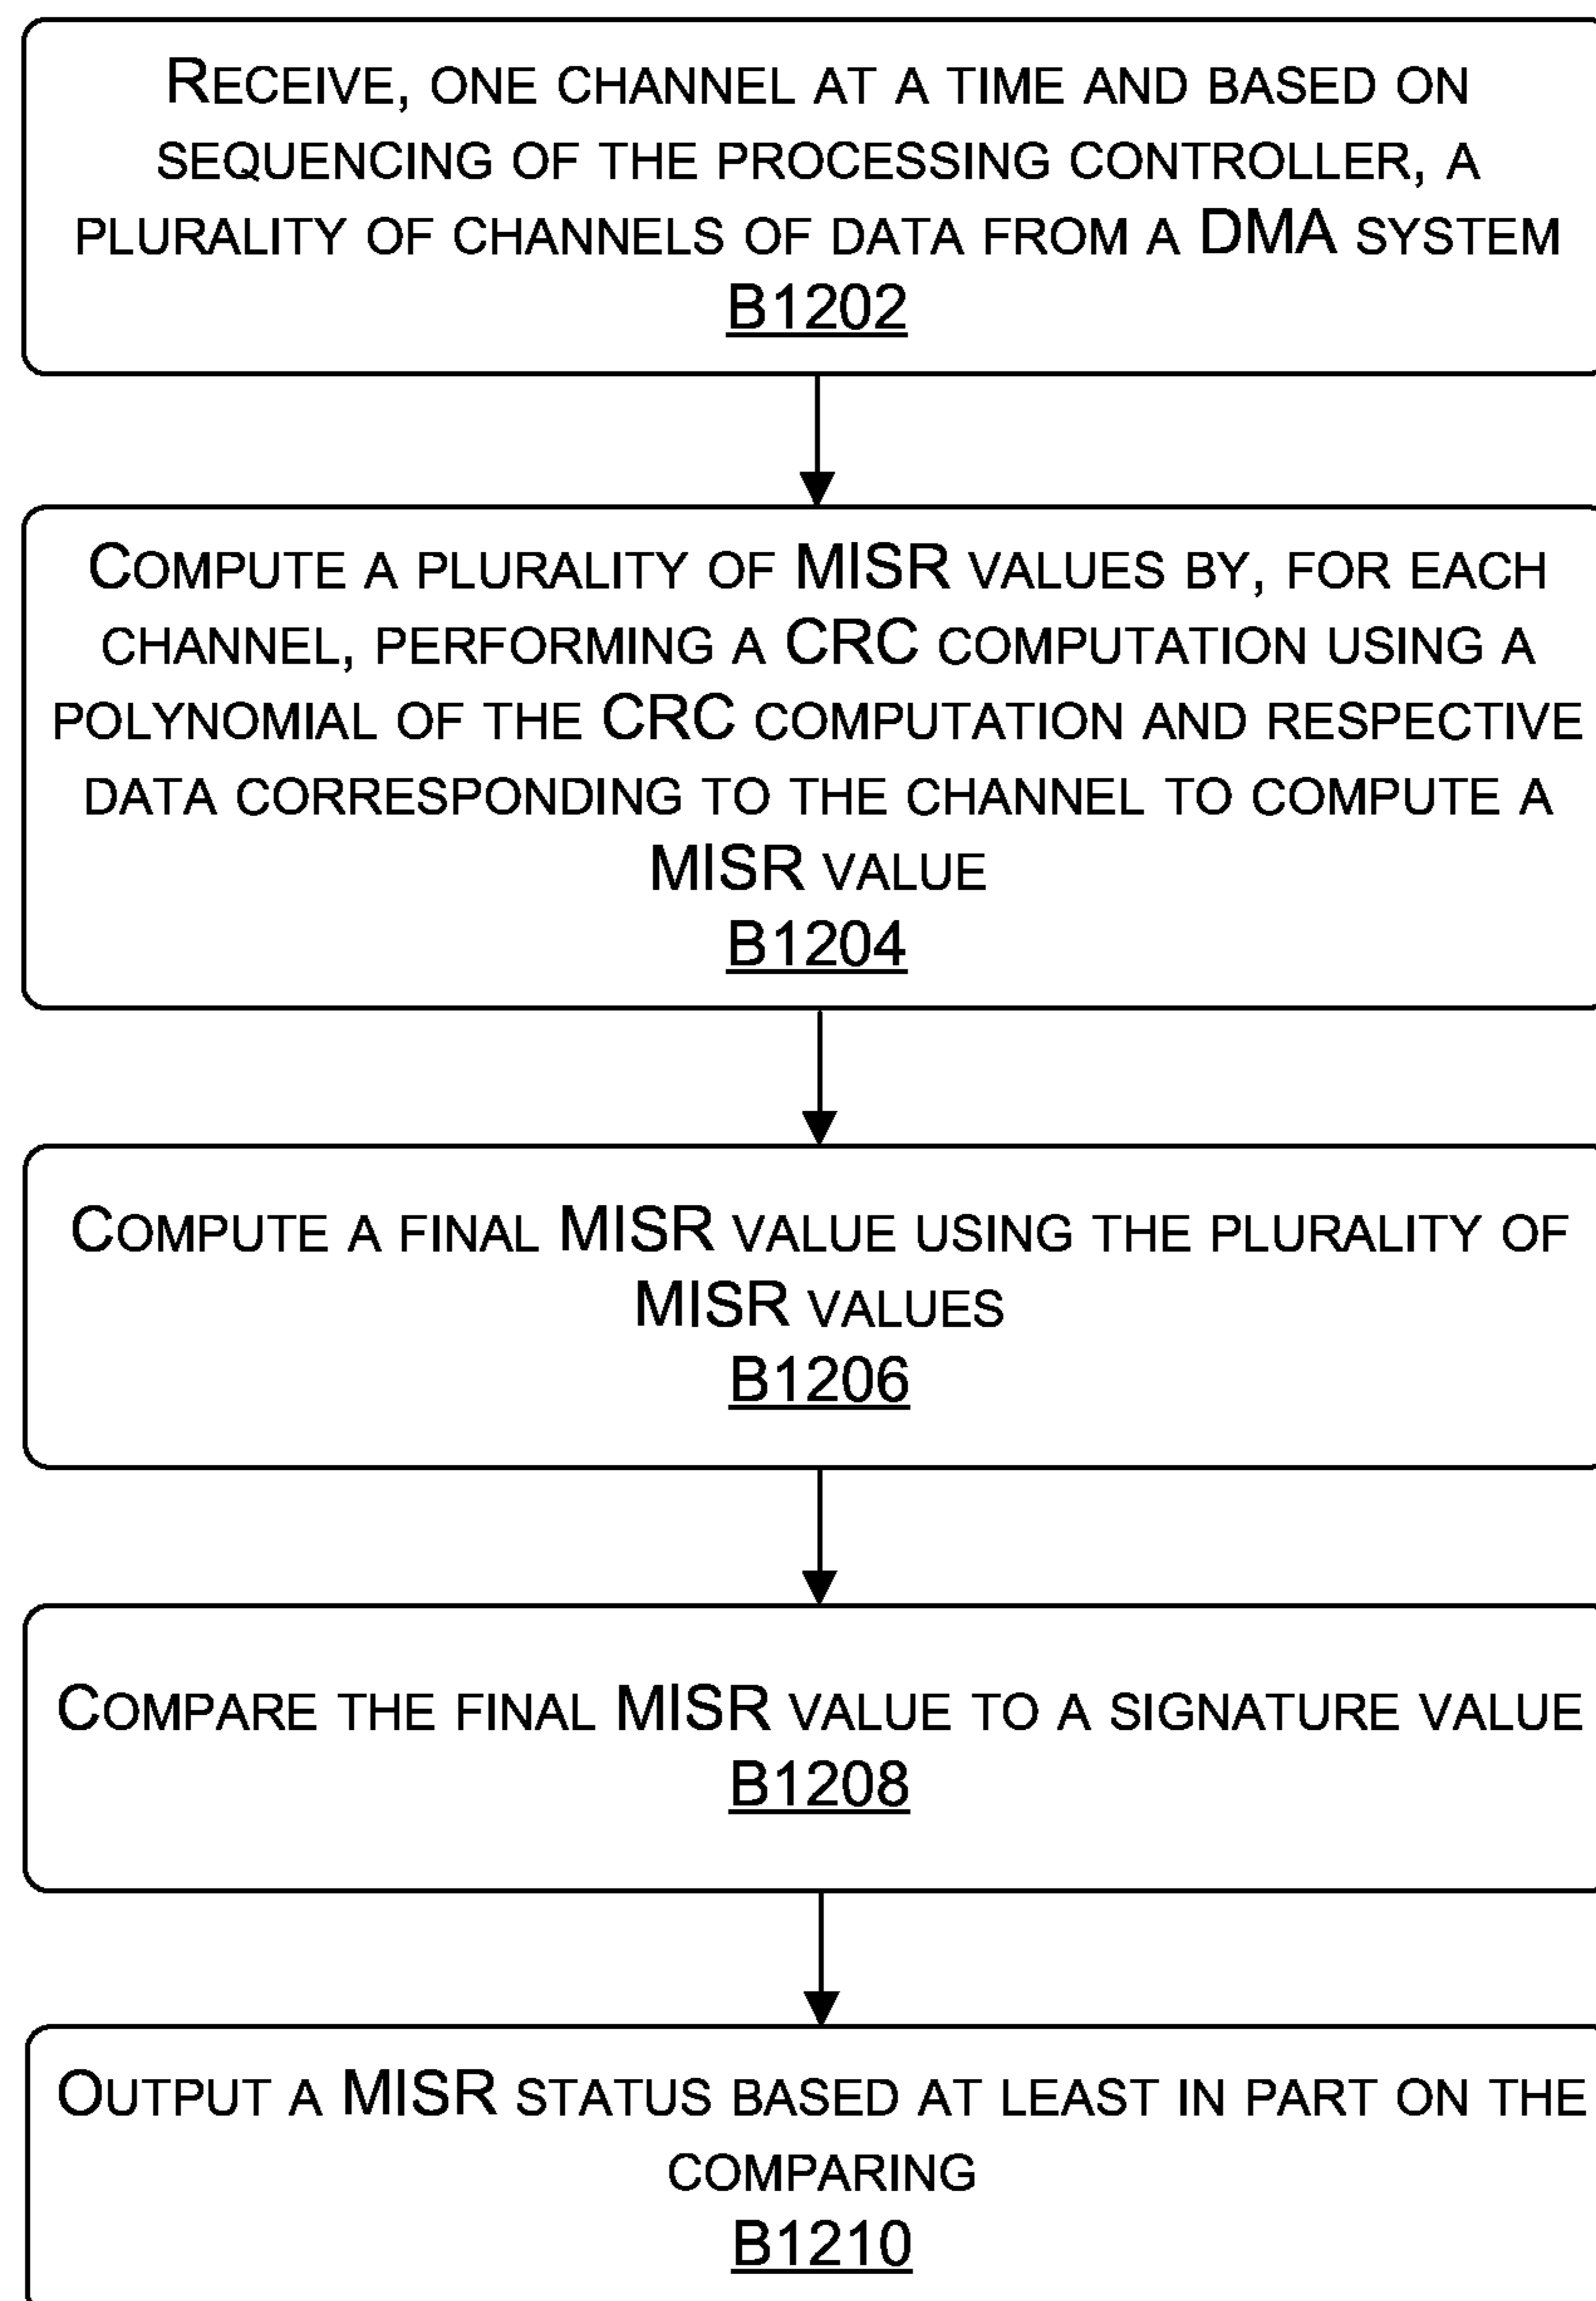 RECEIVE, ONE CHANNEL AT A TIME AND BASED ON
SEQUENCING OF THE PROCESSING CONTROLLER, A
PLURALITY OF CHANNELS OF DATA FROM A DMA SYSTEM
B1202
COMPUTE A PLURALITY OF MISR VALUES BY, FOR EACH
CHANNEL, PERFORMING A CRC COMPUTATION USING A
POLYNOMIAL OF THE CRC COMPUTATION AND RESPECTIVE
DATA CORRESPONDING TO THE CHANNEL TO COMPUTE A
MISR VALUE
B1204
COMPUTE A FINAL MISR VALUE USING THE PLURALITY OF
MISR VALUES
B1206
COMPARE THE FINAL MISR VALUE TO A SIGNATURE VALUE
B1208
OUTPUT A MISR STATUS BASED AT LEAST IN PART ON THE
COMPARING
B1210